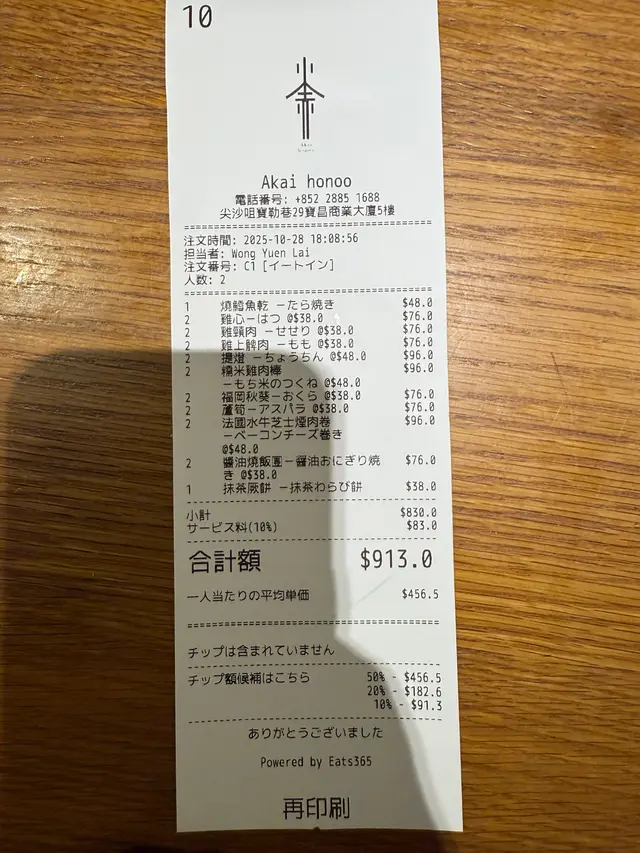 10
Akai honoo
電話番号: +852 2885 1688
尖沙咀寶勒巷29寶昌商業大廈5樓
注文時間: 2025-10-28 18:08:56
担当者: Wong Yuen Lai
注文番号: C1 [イートイン]
人数: 2
1 燒鱈魚乾 －たら焼き $48.0
2 雞心－はつ @$38.0 $76.0
2 雞頸肉 －せせり @$38.0 $76.0
2 雞上髀肉 －もも @$38.0 $76.0
2 提燈 －ちょうちん @$48.0 $96.0
2 糯米雞肉棒 $96.0
－もち米のつくね @$48.0
2 福岡秋葵－おくら @$38.0 $76.0
2 蘆筍－アスパラ @$38.0 $76.0
2 法國水牛芝士煙肉卷 $96.0
－ベーコンチーズ巻き
@$48.0
2 醬油燒飯團－醤油おにぎり焼 $76.0
き @$38.0
1 抹茶蕨餅 －抹茶わらび餅 $38.0
小計 $830.0
サービス料(10%) $83.0
合計額 $913.0
一人当たりの平均単価 $456.5
チップは含まれていません
チップ額候補はこちら 50% - $456.5
20% - $182.6
10% - $91.3
ありがとうございました
Powered by Eats365
再印刷